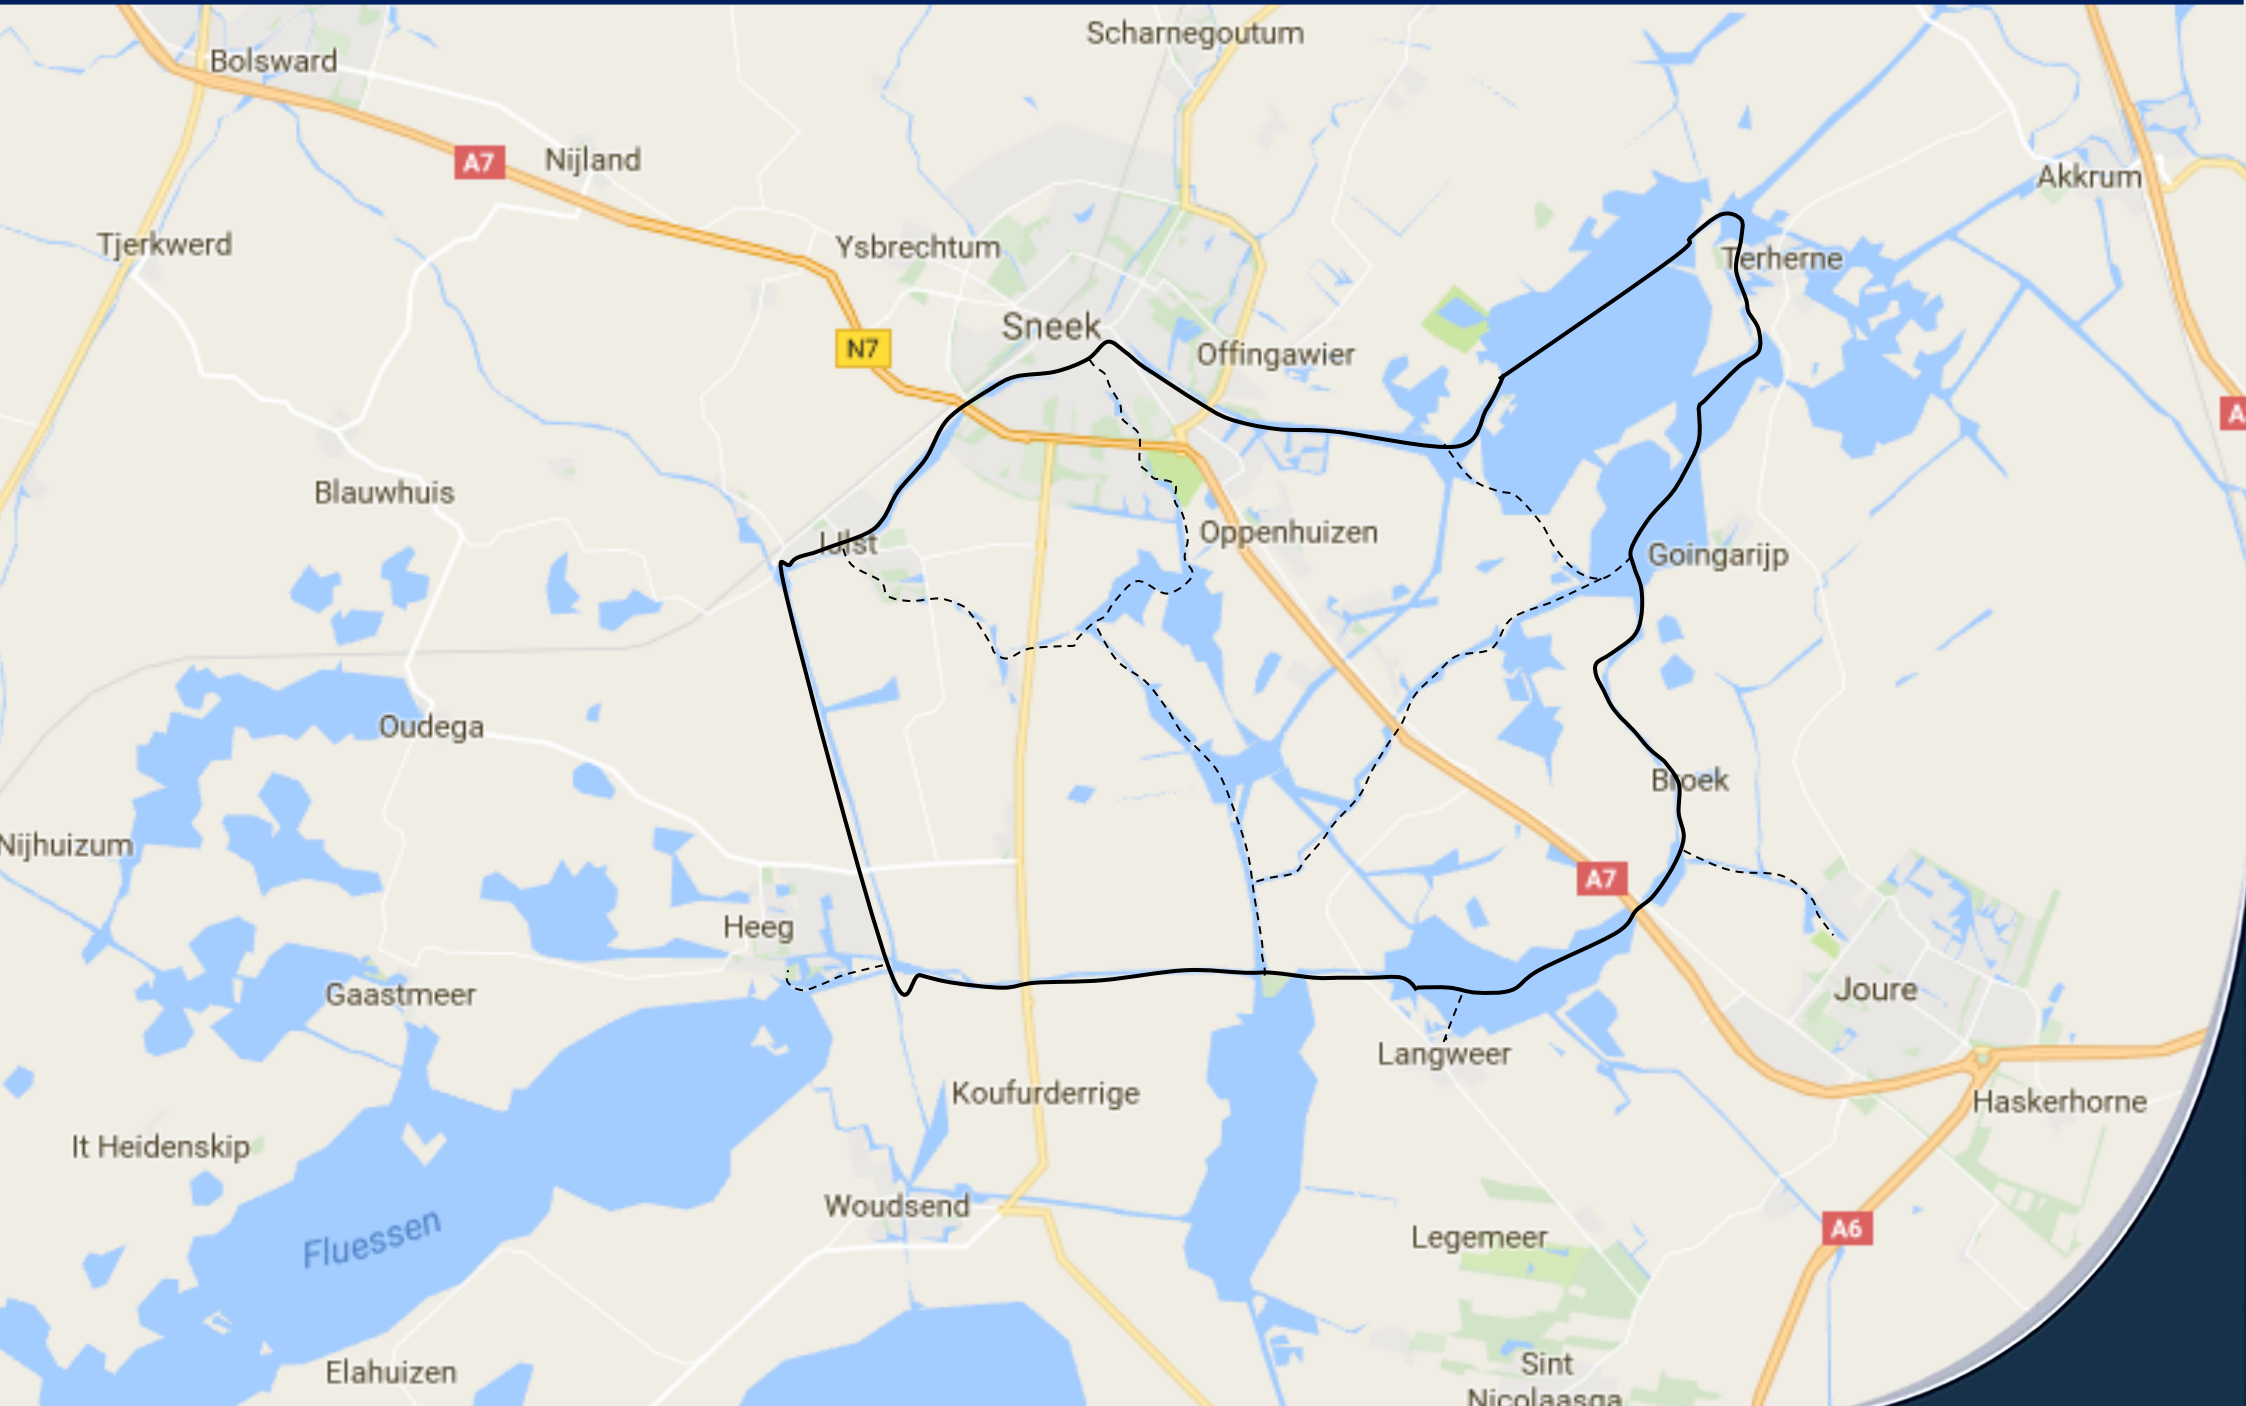 Scharnegoutum
Bolsward
A7
Nijland
Akkrum
Tjerkwerd
Ysbrechtum
Terherne
Sneek
N7
Offingawier
A
Blauwhuis
IJlst
Oppenhuizen
Goingarijp
Oudega
Broek
Nijhuizum
A7
Heeg
Gaastmeer
Joure
Langweer
Koufurderrige
Haskerhorne
It Heidenskip
Woudsend
Fluessen
Legemeer
A6
Elahuizen
Sint
Nicolaasga